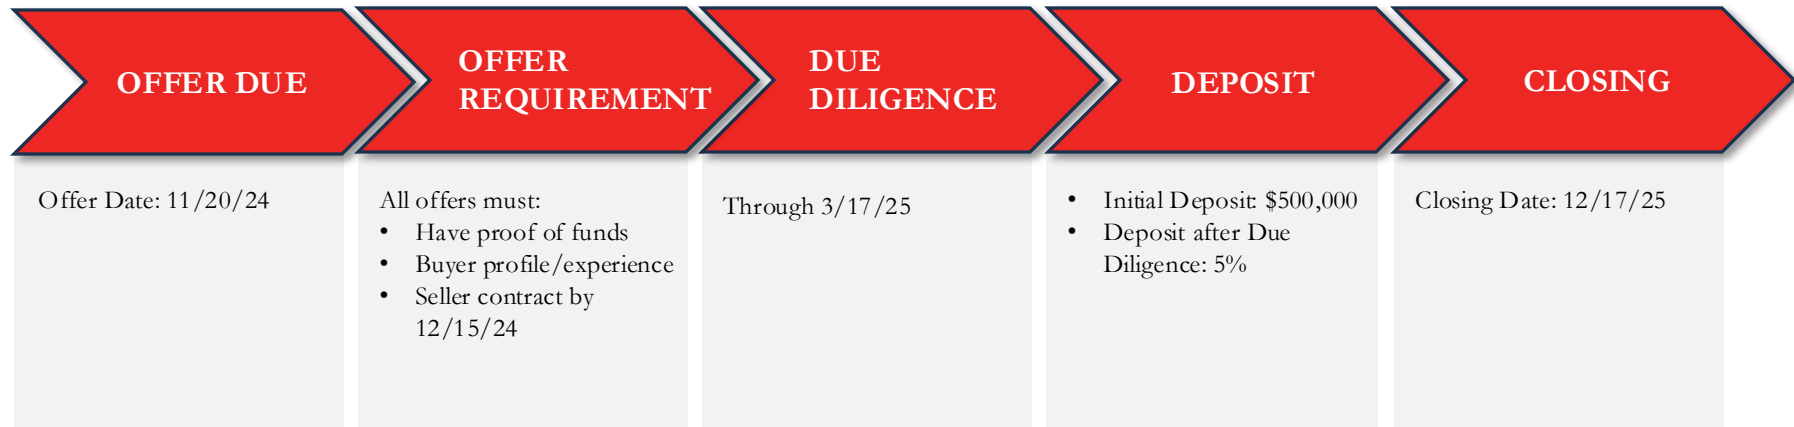 OFFER DUE
OFFER
REQUIREMENT
DUE
DILIGENCE
DEPOSIT
CLOSING
Offer Date: 11/20/24
All offers must:
• Have proof of funds
• Buyer profile/experience
• Seller contract by
12/15/24
Through 3/17/25
• Initial Deposit: $500,000
• Deposit after Due
Diligence: 5%
Closing Date: 12/17/25